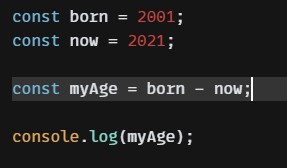 const born = 2001;
const now = 2021;
const myAge = born - now;
console.log(myAge);